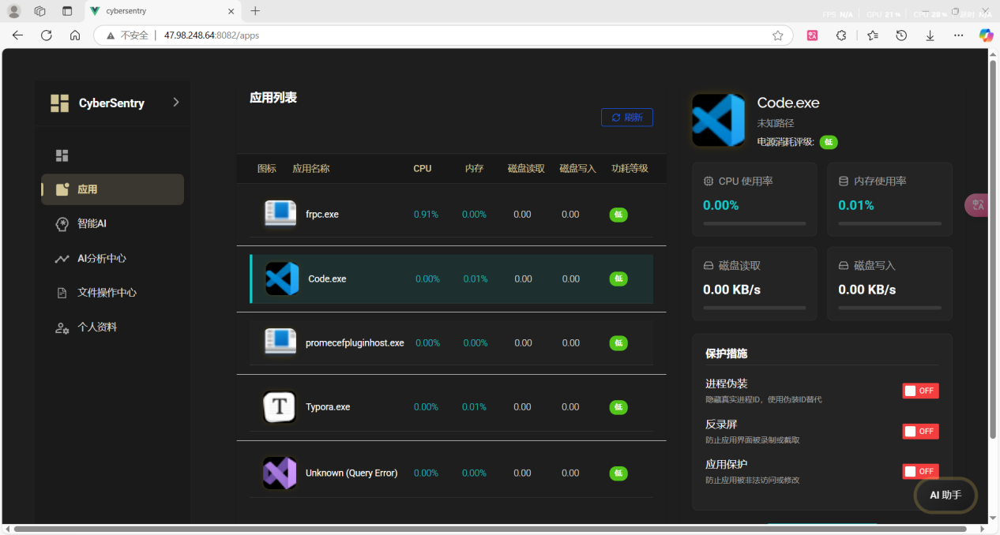 cybersentry
FPS N/A GPU 21% CPU 28% 延时 N/A
不安全 47.98.248.64:8082/apps
CyberSentry
应用
智能AI
AI分析中心
文件操作中心
个人资料
应用列表
刷新
图标 应用名称 CPU 内存 磁盘读取 磁盘写入 功耗等级
frpc.exe 0.91% 0.00% 0.00 0.00 低
Code.exe 0.00% 0.01% 0.00 0.00 低
promecefpluginhost.exe 0.00% 0.00% 0.00 0.00 低
T Typora.exe 0.00% 0.01% 0.00 0.00 低
Unknown (Query Error) 0.00% 0.00% 0.00 0.00 低
Code.exe
未知路径
电源消耗评级: 低
CPU 使用率
0.00%
内存使用率
0.01%
磁盘读取
0.00 KB/s
磁盘写入
0.00 KB/s
保护措施
进程伪装
隐藏真实进程ID，使用伪装ID替代
OFF
反录屏
防止应用界面被录制或截取
OFF
应用保护
防止应用被非法访问或修改
OFF
AI 助手